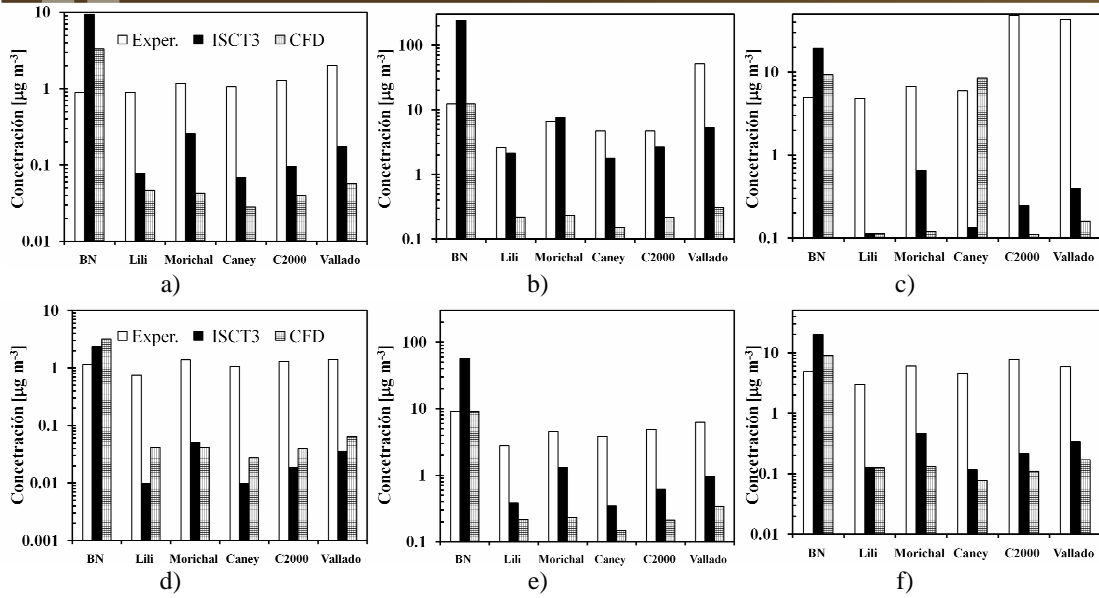 Concetración [µg m-3]
10
1
0.1
0.01
Exper. ISCT3 CFD
BN Lili Morichal Caney C2000 Vallado
a)
Concetración [µg m-3]
100
10
1
0.1
BN Lili Morichal Caney C2000 Vallado
b)
Concetración [µg m-3]
10
1
0.1
BN Lili Morichal Caney C2000 Vallado
c)
Concetración [µg m-3]
10
1
0.1
0.01
0.001
Exper. ISCT3 CFD
BN Lili Morichal Caney C2000 Vallado
d)
Concetración [µg m-3]
100
10
1
0.1
BN Lili Morichal Caney C2000 Vallado
e)
Concetración [µg m-3]
10
1
0.1
0.01
BN Lili Morichal Caney C2000 Vallado
f)